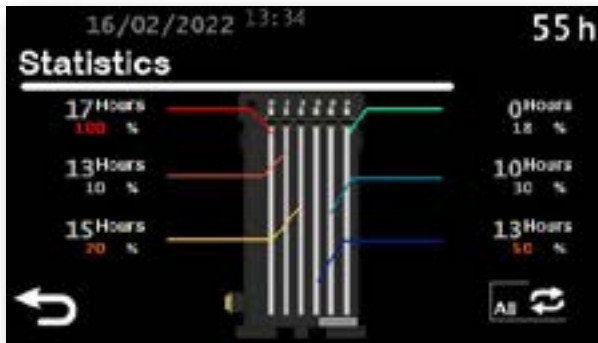 16/02/2022 13:34
55 h
Statistics
17 Hours
100 %
13 Hours
10 %
15 Hours
20 %
0 Hours
18 %
10 Hours
30 %
13 Hours
50 %
All